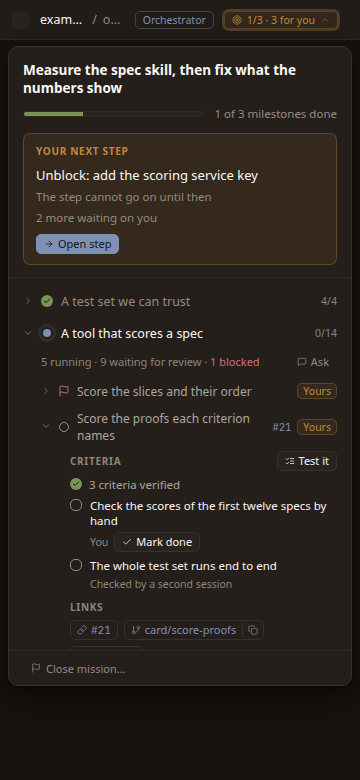 exam... / o... Orchestrator 1/3 · 3 for you
Measure the spec skill, then fix what the
numbers show
1 of 3 milestones done
YOUR NEXT STEP
Unblock: add the scoring service key
The step cannot go on until then
2 more waiting on you
Open step
A test set we can trust 4/4
A tool that scores a spec 0/14
5 running · 9 waiting for review · 1 blocked Ask
Score the slices and their order Yours
Score the proofs each criterion
names #21 Yours
CRITERIA Test it
3 criteria verified
Check the scores of the first twelve specs by
hand
You Mark done
The whole test set runs end to end
Checked by a second session
LINKS
#21 card/score-proofs
Close mission...